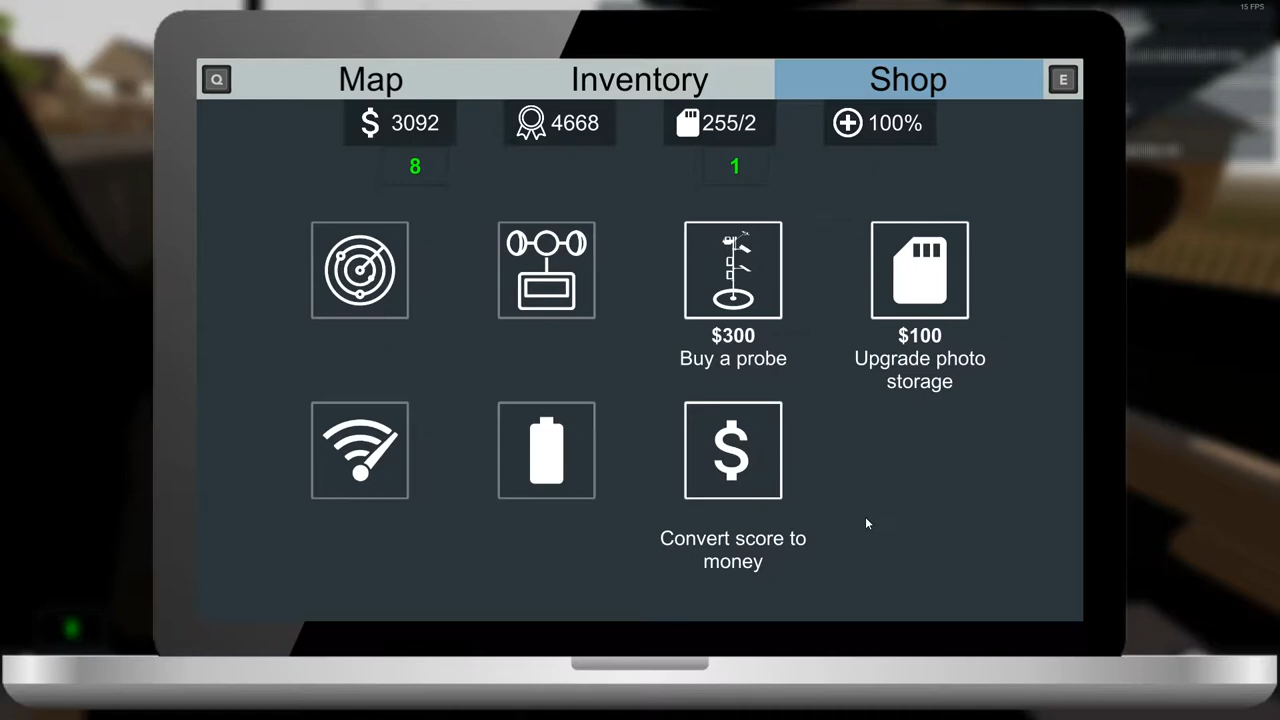 15 FPS
Q Map Inventory Shop E
$ 3092 4668 255/2 100%
8 1
$300 $100
Buy a probe Upgrade photo
storage
$
Convert score to
money